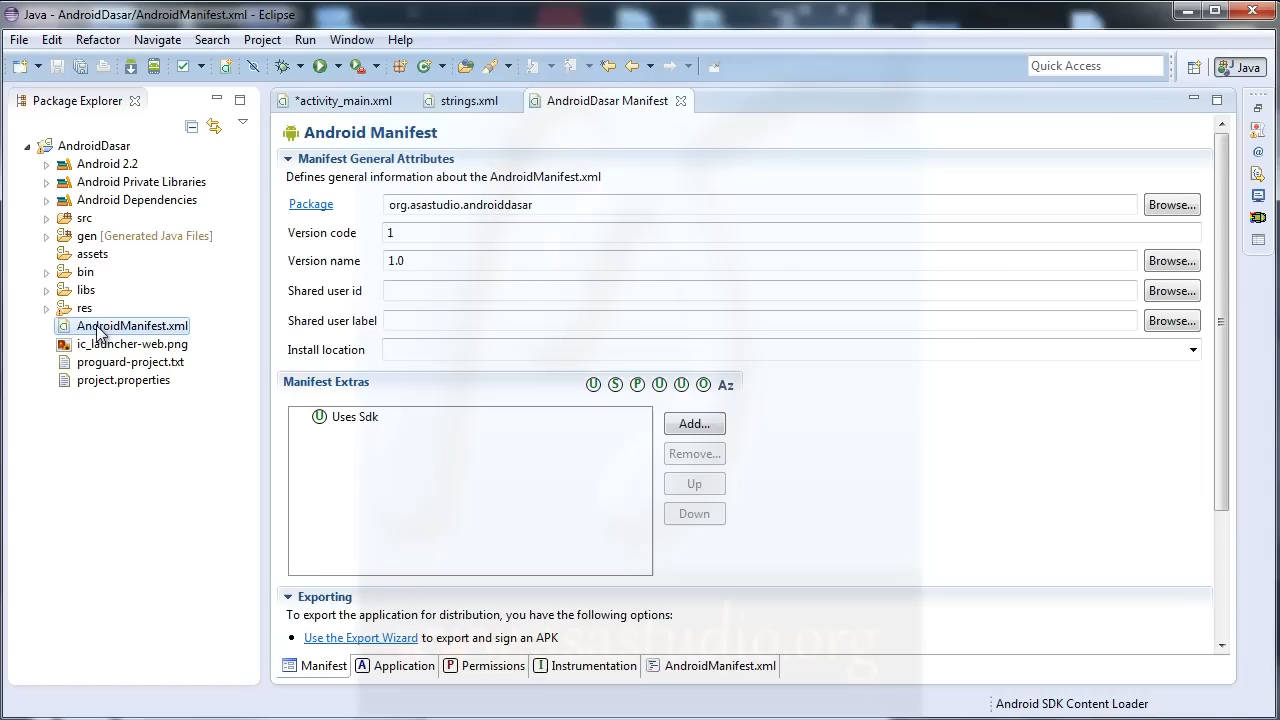 Java - AndroidDasar/AndroidManifest.xml - Eclipse
File Edit Refactor Navigate Search Project Run Window Help
Quick Access
Java
Package Explorer
*activity_main.xml
strings.xml
AndroidDasar Manifest
AndroidDasar
Android 2.2
Android Private Libraries
Android Dependencies
src
gen [Generated Java Files]
assets
bin
libs
res
AndroidManifest.xml
ic_launcher-web.png
proguard-project.txt
project.properties
Android Manifest
Manifest General Attributes
Defines general information about the AndroidManifest.xml
Package org.asastudio.androiddasar Browse...
Version code 1
Version name 1.0 Browse...
Shared user id Browse...
Shared user label Browse...
Install location
Manifest Extras U S P U U O Az
U Uses Sdk
Add...
Remove...
Up
Down
Exporting
To export the application for distribution, you have the following options:
Use the Export Wizard to export and sign an APK
Manifest A Application P Permissions I Instrumentation AndroidManifest.xml
Android SDK Content Loader